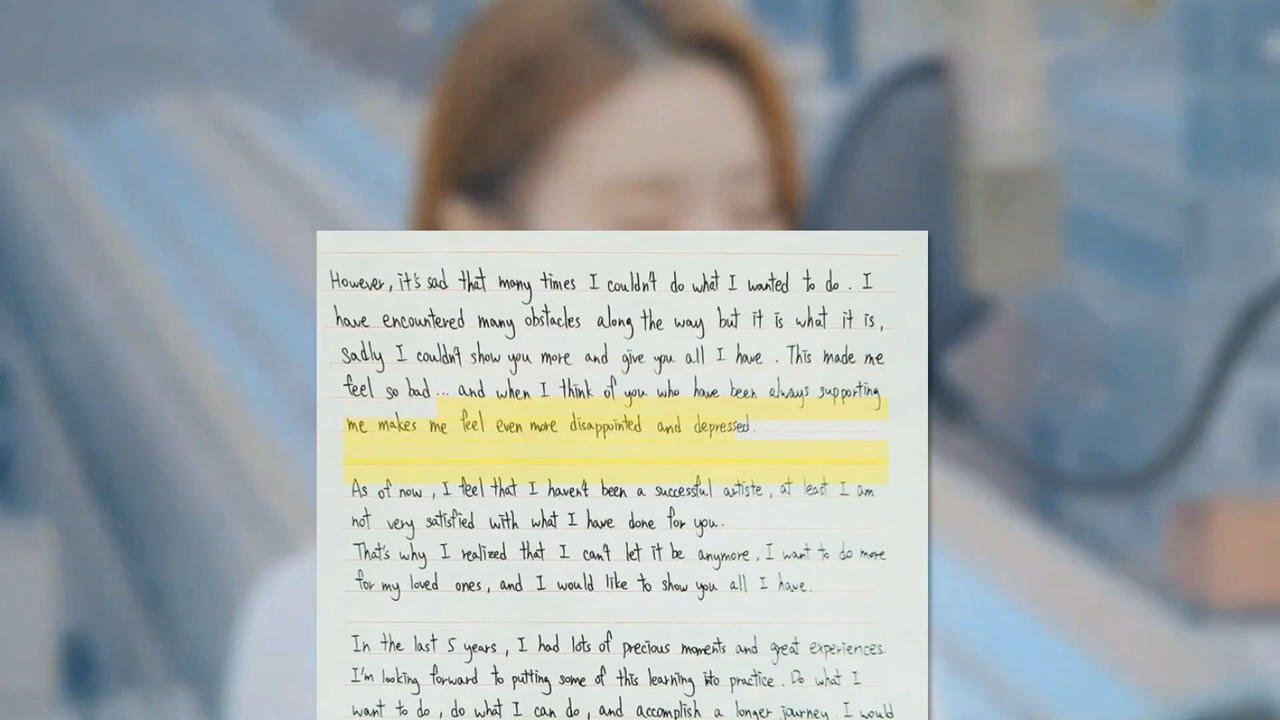 However, it's sad that many times I couldn't do what I wanted to do. I
have encountered many obstacles along the way but it is what it is,
sadly I couldn't show you more and give you all I have. This made me
feel so bad... and when I think of you who have been always supporting
me makes me feel even more disappointed and depressed.
As of now, I feel that I haven't been a successful artiste, at least I am
not very satisfied with what I have done for you.
That's why I realized that I can't let it be anymore, I want to do more
for my loved ones, and I would like to show you all I have.
In the last 5 years, I had lots of precious moments and great experiences.
I'm looking forward to putting some of this learning into practice. Do what I
want to do, do what I can do, and accomplish a longer journey. I would